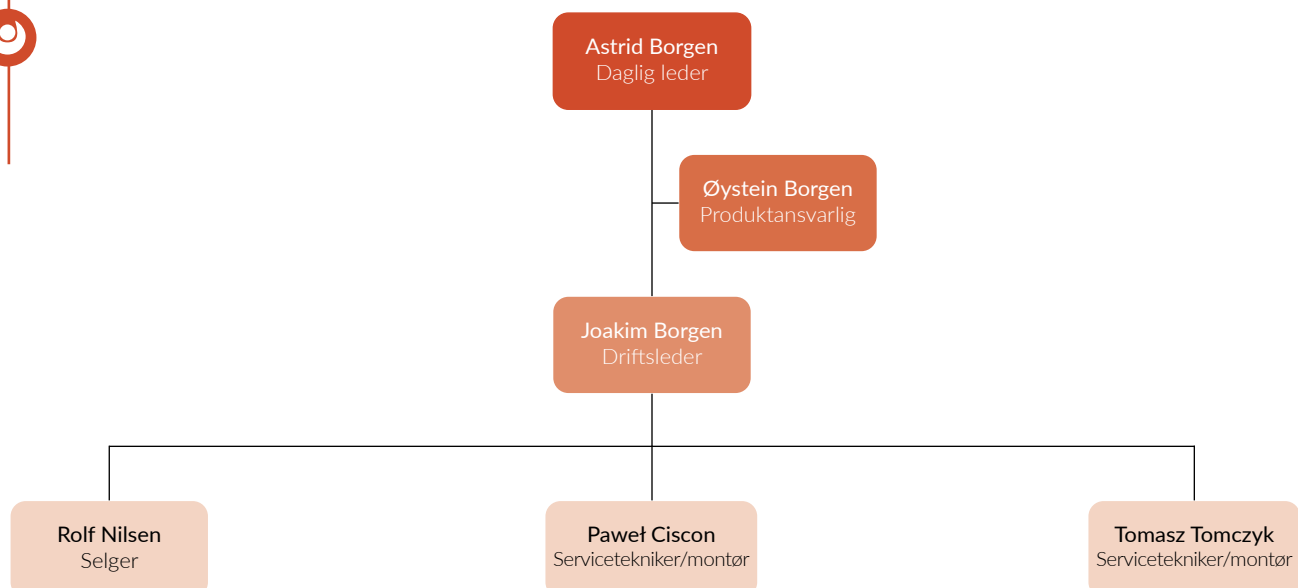 Astrid Borgen
Daglig leder
Øystein Borgen
Produktansvarlig
Joakim Borgen
Driftsleder
Rolf Nilsen
Selger
Paweł Ciscon
Servicetekniker/montør
Tomasz Tomczyk
Servicetekniker/montør